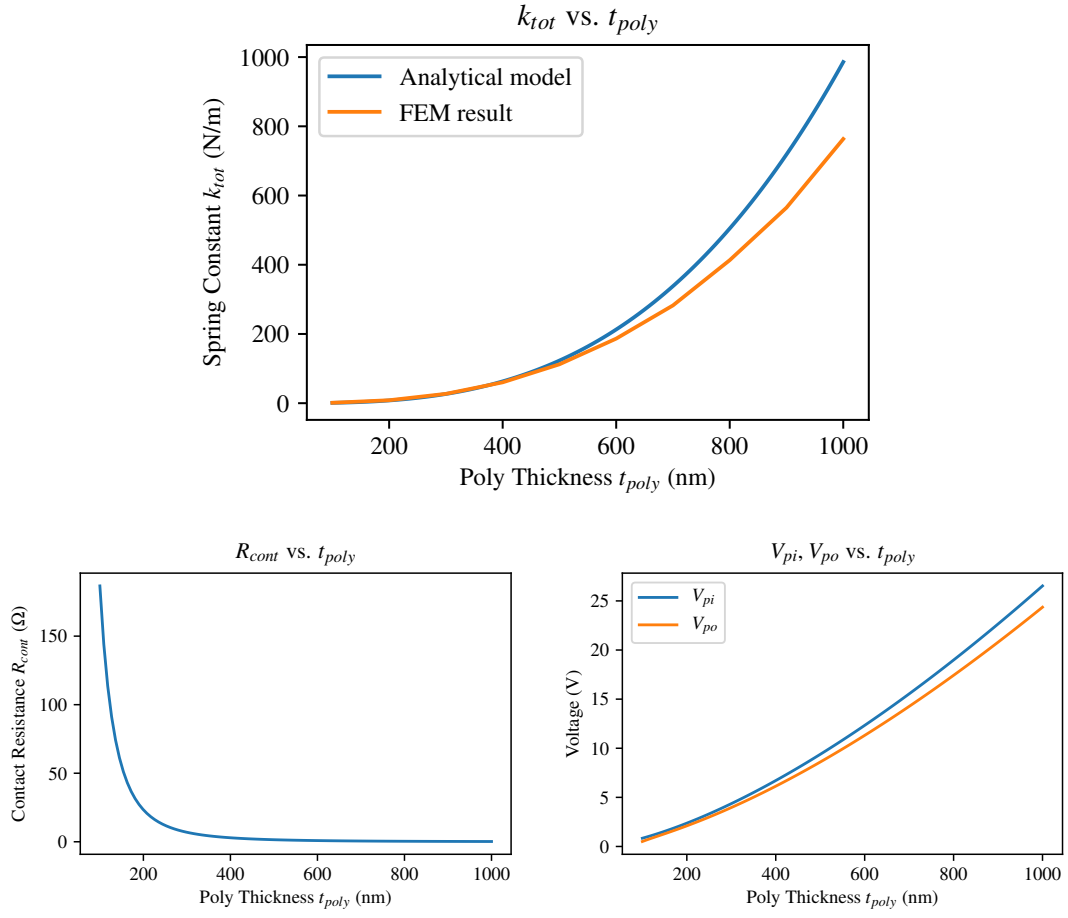 k_tot vs. t_poly
1000
800
600
400
200
0
Spring Constant k_tot (N/m)
Analytical model
FEM result
200 400 600 800 1000
Poly Thickness t_poly (nm)
R_cont vs. t_poly
150
100
50
0
Contact Resistance R_cont (Ω)
200 400 600 800 1000
Poly Thickness t_poly (nm)
V_pi, V_po vs. t_poly
25
20
15
10
5
0
Voltage (V)
V_pi
V_po
200 400 600 800 1000
Poly Thickness t_poly (nm)